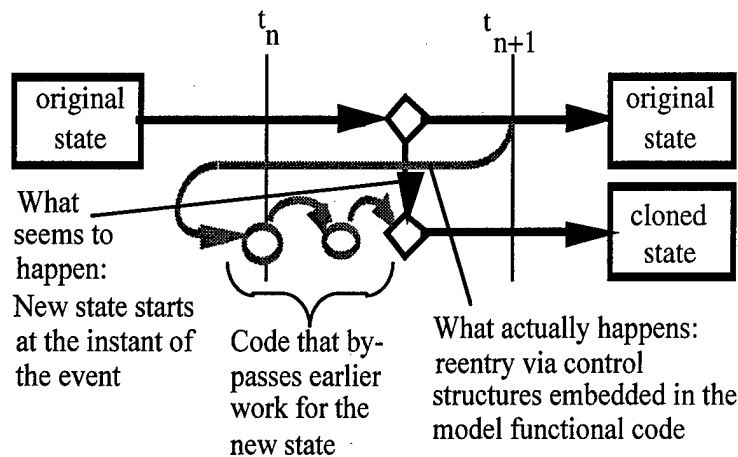 t_n
t_{n+1}
original
state
original
state
cloned
state
What
seems to
happen:
New state starts
at the instant of
the event
Code that by-
passes earlier
work for the
new state
What actually happens:
reentry via control
structures embedded in the
model functional code